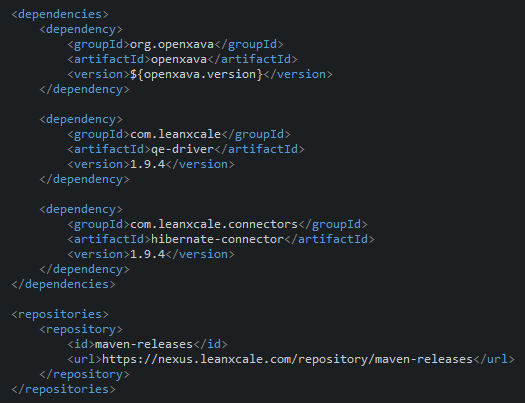 <dependencies>
    <dependency>
        <groupId>org.openxava</groupId>
        <artifactId>openxava</artifactId>
        <version>${openxava.version}</version>
    </dependency>

    <dependency>
        <groupId>com.leanxcale</groupId>
        <artifactId>qe-driver</artifactId>
        <version>1.9.4</version>
    </dependency>

    <dependency>
        <groupId>com.leanxcale.connectors</groupId>
        <artifactId>hibernate-connector</artifactId>
        <version>1.9.4</version>
    </dependency>
</dependencies>

<repositories>
    <repository>
        <id>maven-releases</id>
        <url>https://nexus.leanxcale.com/repository/maven-releases</url>
    </repository>
</repositories>